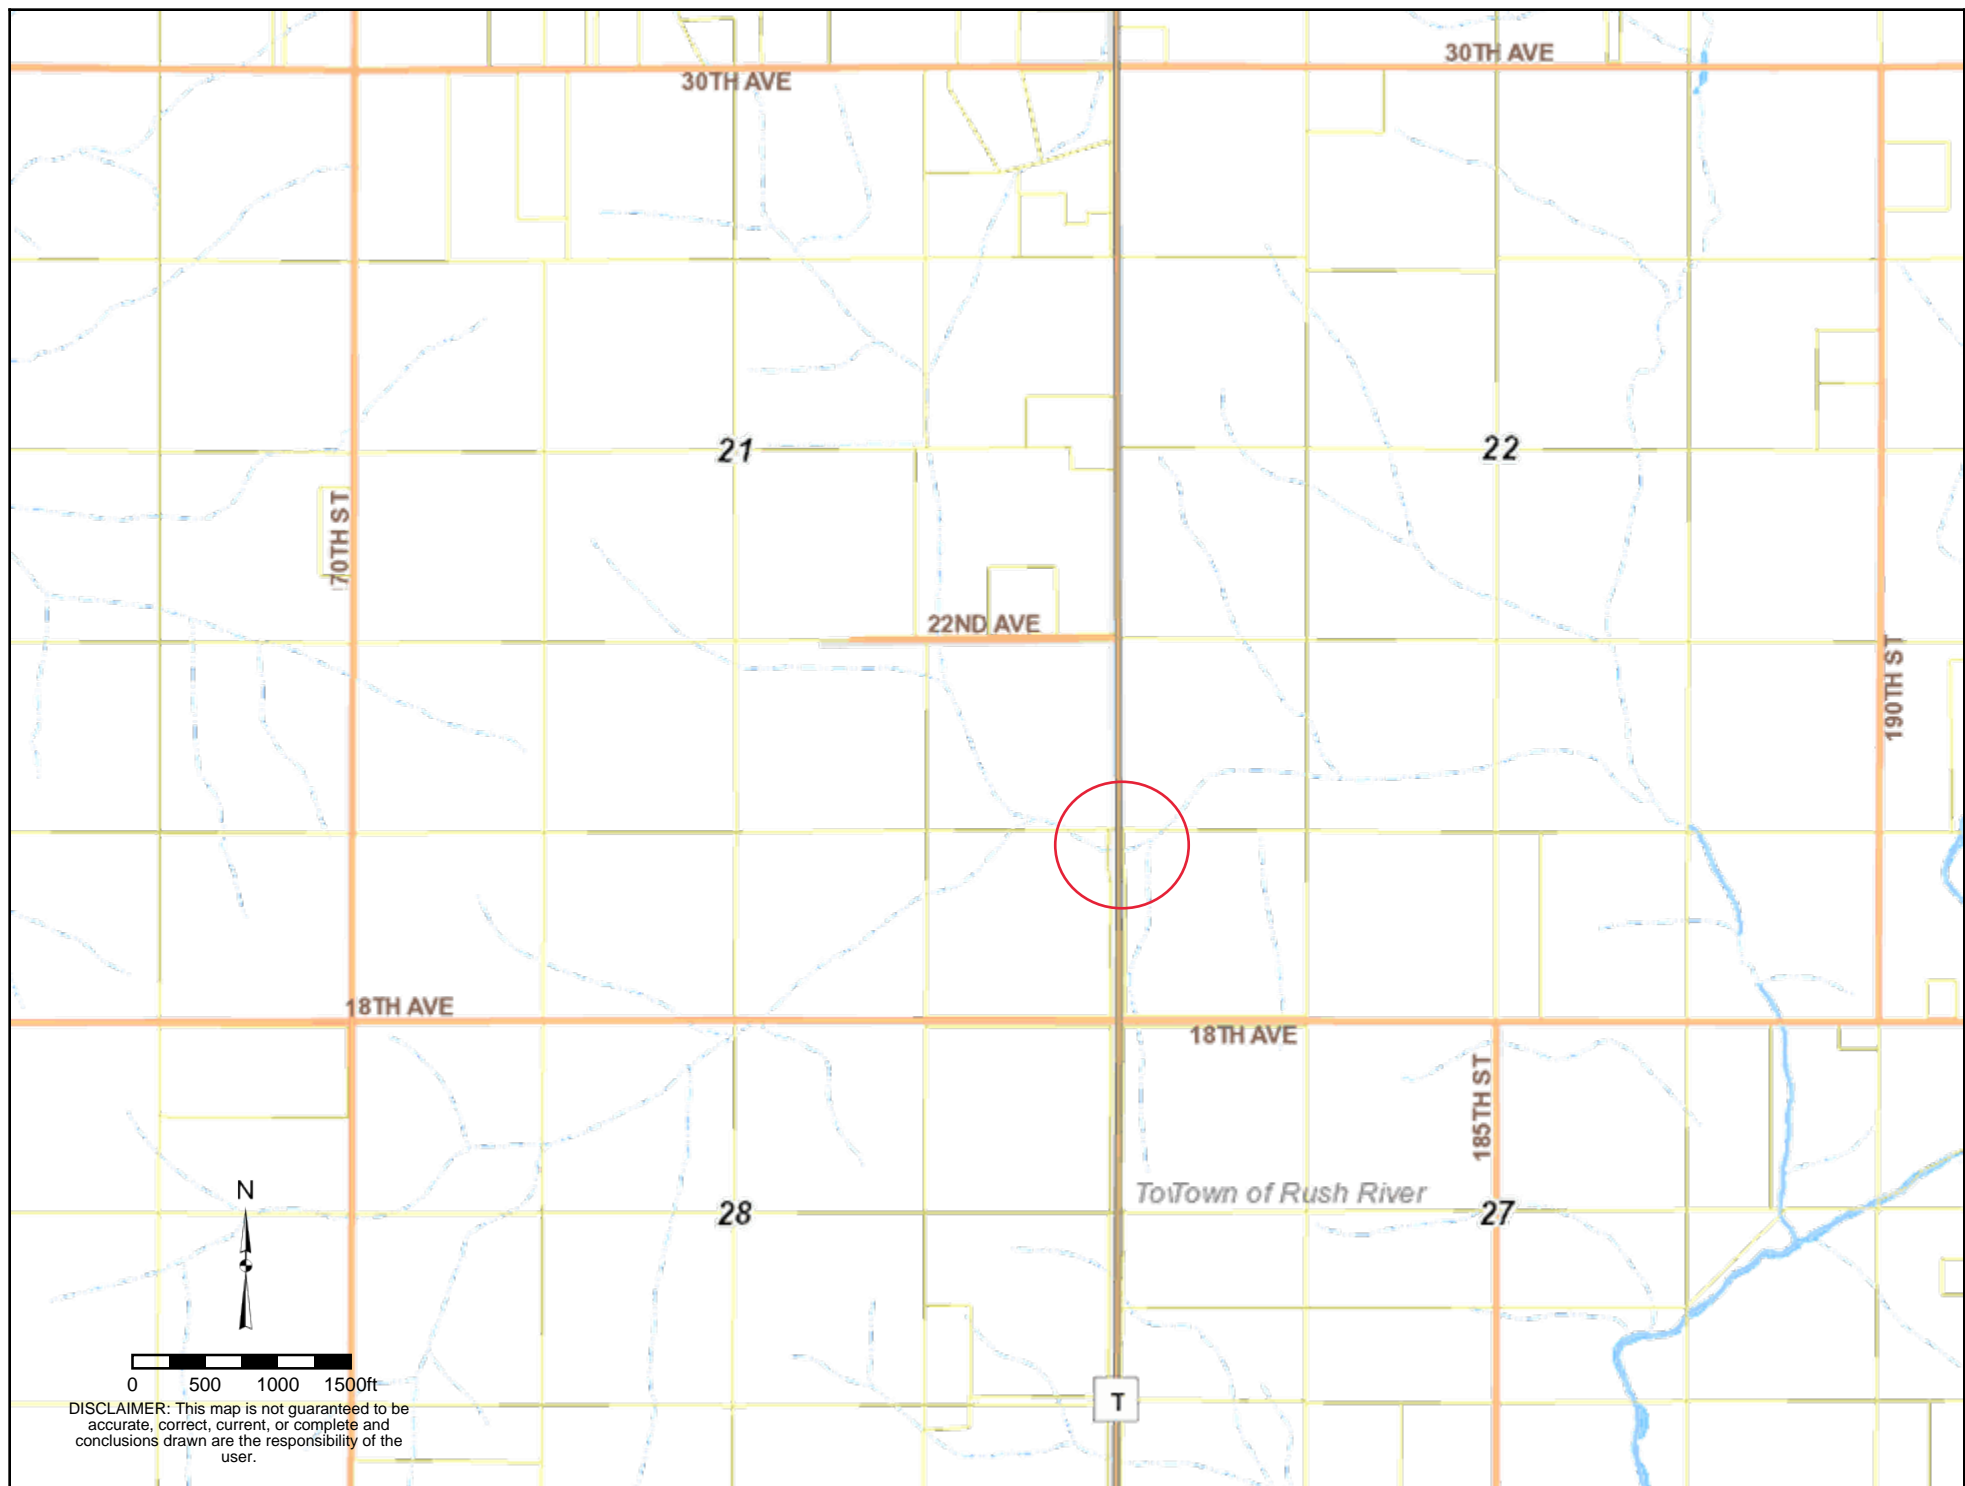 30TH AVE
30TH AVE
21
22
70TH ST
22ND AVE
190TH ST
18TH AVE
18TH AVE
185TH ST
N
To\Town of Rush River
28
27
0 500 1000 1500ft
T
DISCLAIMER: This map is not guaranteed to be
accurate, correct, current, or complete and
conclusions drawn are the responsibility of the
user.